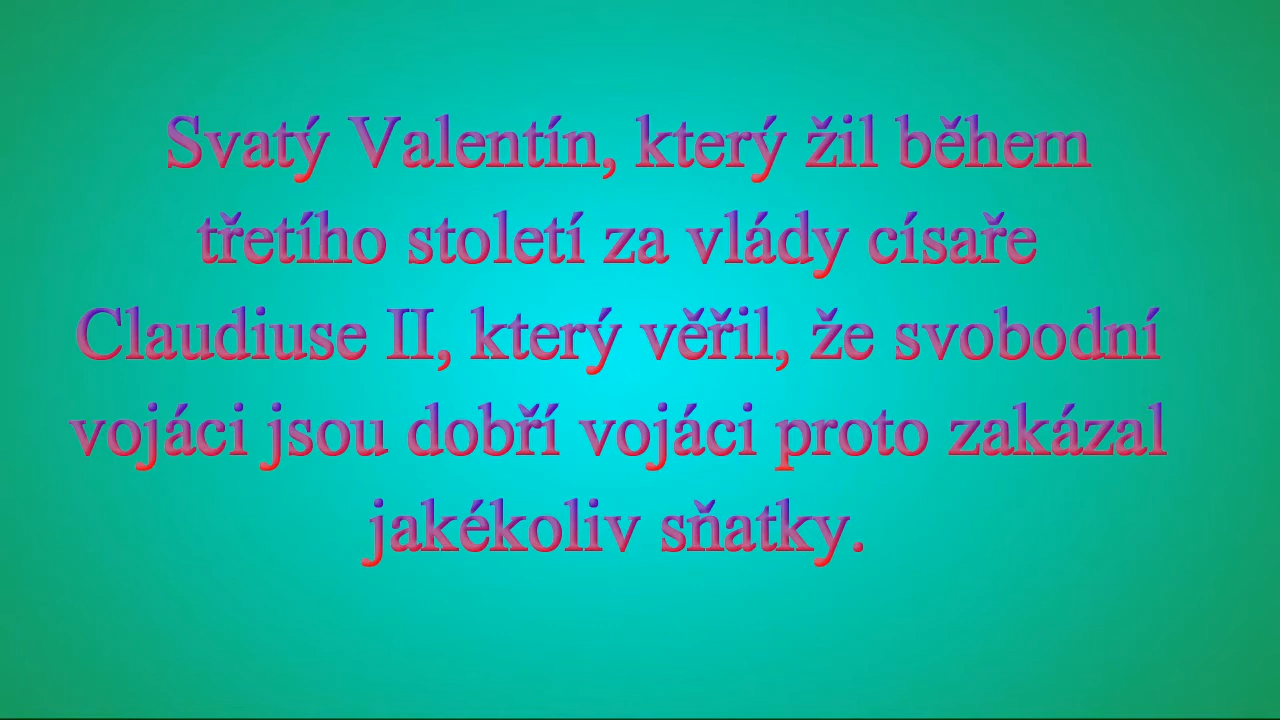 Svatý Valentín, který žil během
třetího století za vlády císaře
Claudiuse II, který věřil, že svobodní
vojáci jsou dobří vojáci proto zakázal
jakékoliv sňatky.